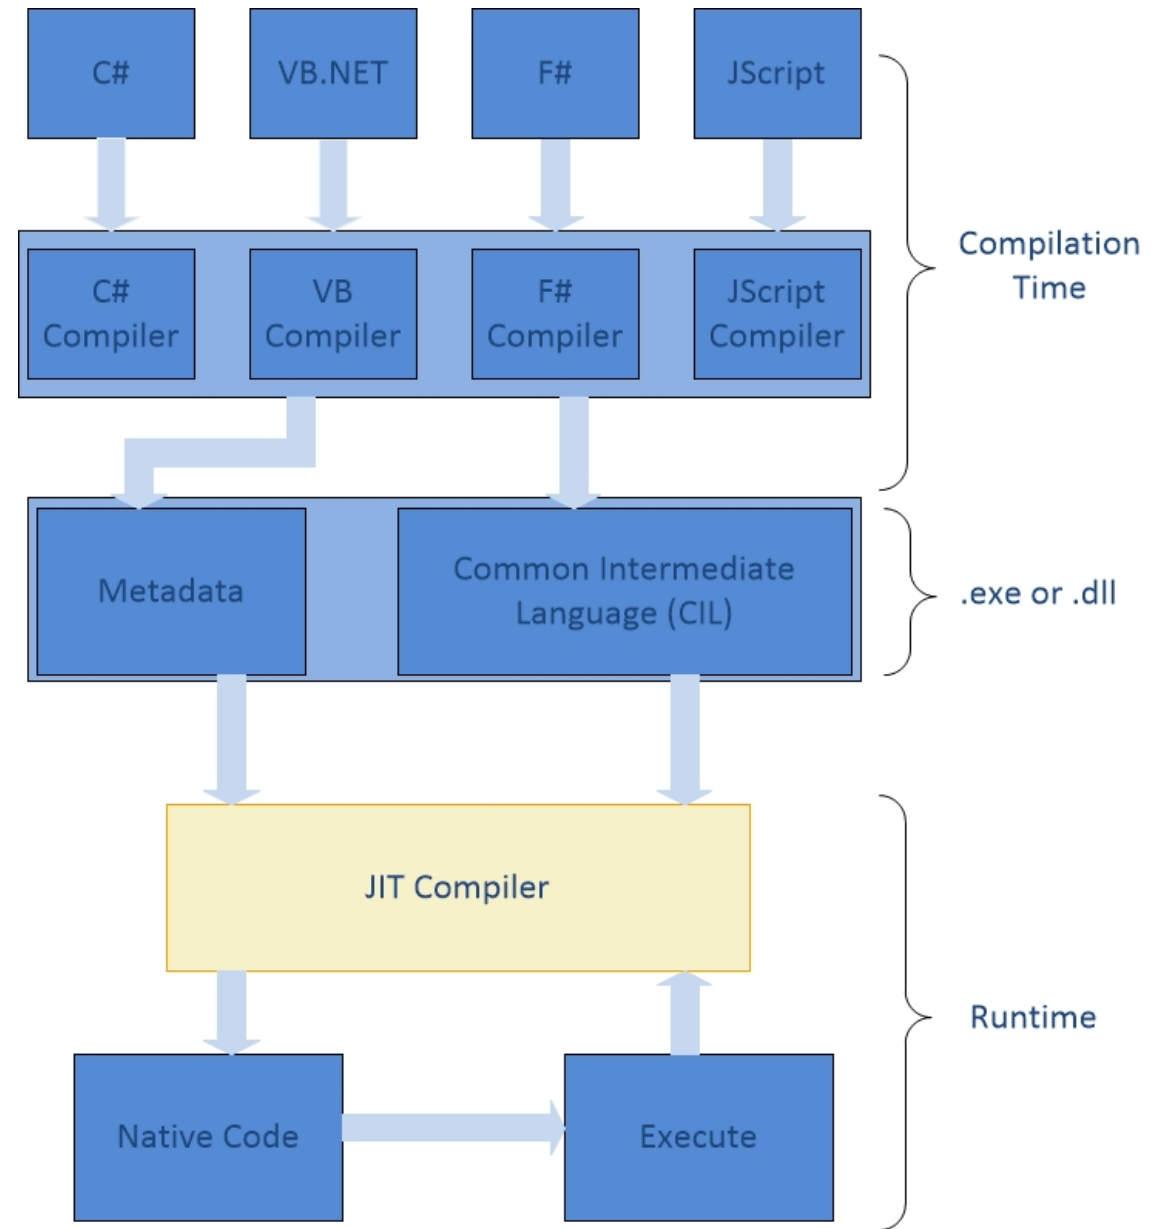 C#
VB.NET
F#
JScript
C#
Compiler
VB
Compiler
F#
Compiler
JScript
Compiler
Compilation
Time
Metadata
Common Intermediate
Language (CIL)
.exe or .dll
JIT Compiler
Runtime
Native Code
Execute